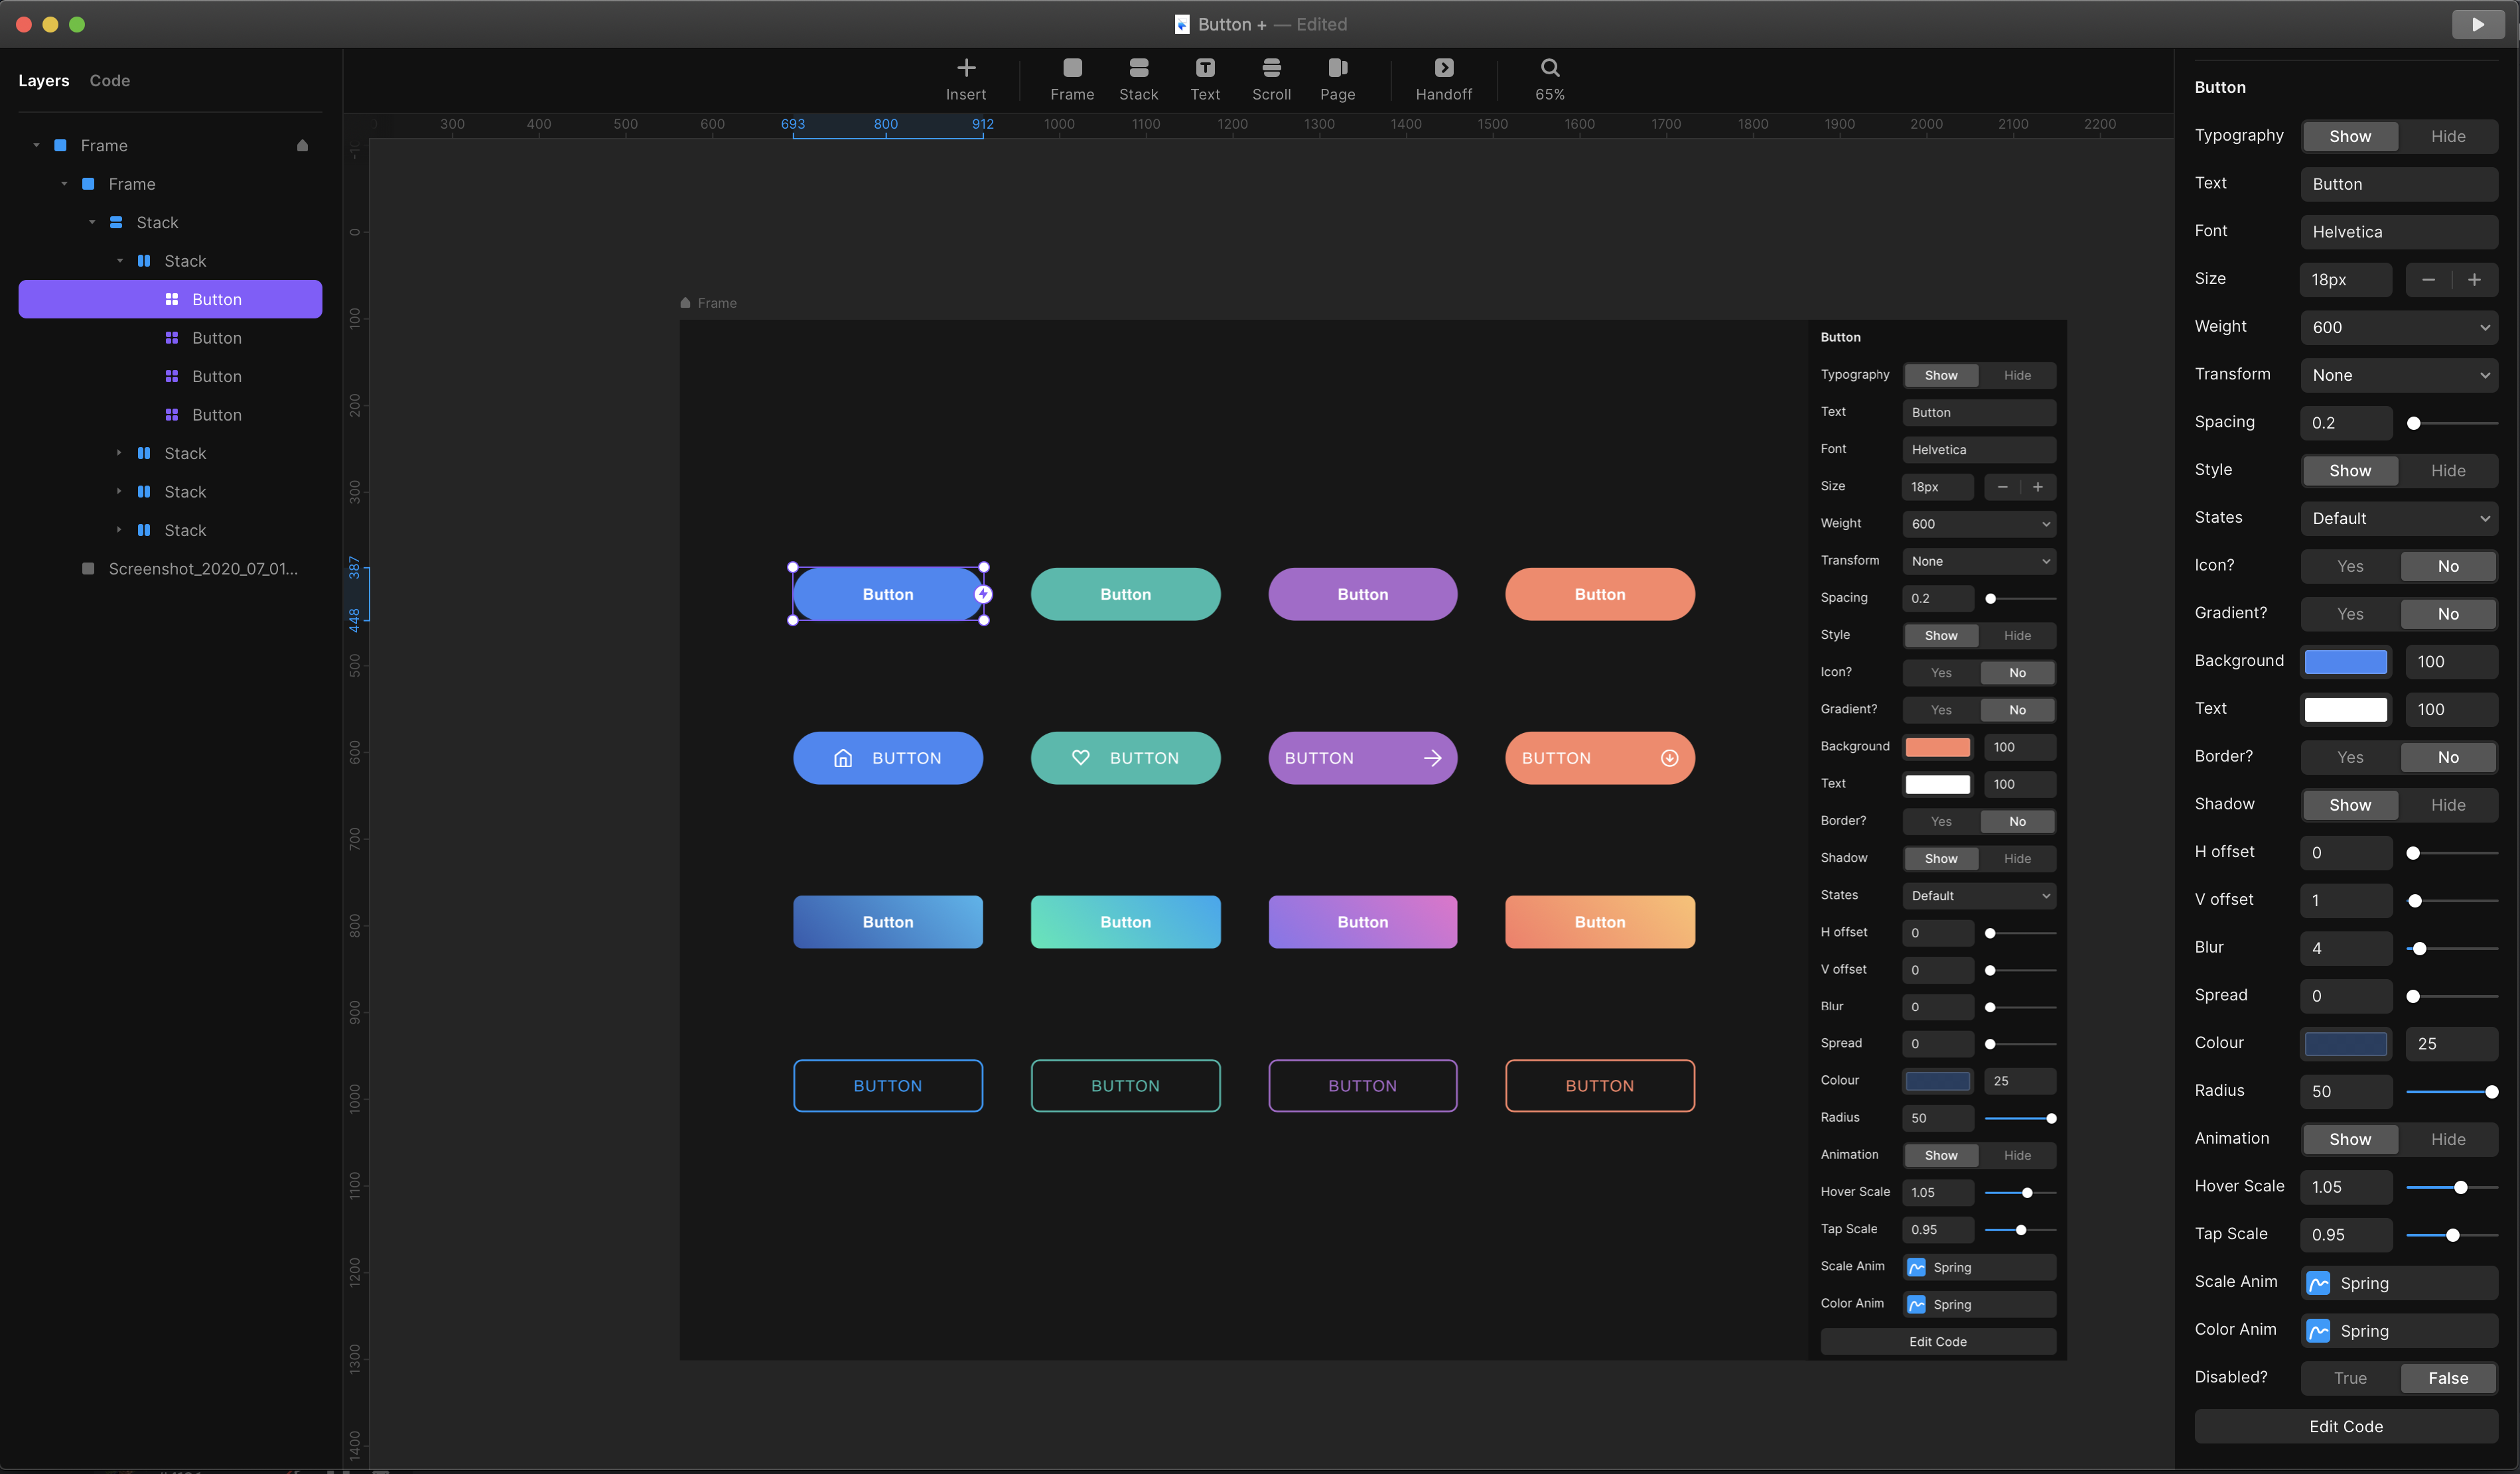 Button + — Edited
Layers Code
Frame
Frame
Stack
Stack
Button
Button
Button
Button
Stack
Stack
Stack
Screenshot_2020_07_01...
Insert Frame Stack Text Scroll Page Handoff 65%
300 400 500 600 693 800 912 1000 1100 1200 1300 1400 1500 1600 1700 1800 1900 2000 2100 2200
0
100
200
300
387
448
500
600
700
800
900
1000
1100
1200
1300
1400
Frame
Button Button Button Button
BUTTON BUTTON BUTTON BUTTON
Button Button Button Button
BUTTON BUTTON BUTTON BUTTON
Button
Typography Show Hide
Text Button
Font Helvetica
Size 18px − +
Weight 600
Transform None
Spacing 0.2
Style Show Hide
Icon? Yes No
Gradient? Yes No
Background 100
Text 100
Border? Yes No
Shadow Show Hide
States Default
H offset 0
V offset 0
Blur 0
Spread 0
Colour 25
Radius 50
Animation Show Hide
Hover Scale 1.05
Tap Scale 0.95
Scale Anim Spring
Color Anim Spring
Edit Code
Button
Typography Show Hide
Text Button
Font Helvetica
Size 18px − +
Weight 600
Transform None
Spacing 0.2
Style Show Hide
States Default
Icon? Yes No
Gradient? Yes No
Background 100
Text 100
Border? Yes No
Shadow Show Hide
H offset 0
V offset 1
Blur 4
Spread 0
Colour 25
Radius 50
Animation Show Hide
Hover Scale 1.05
Tap Scale 0.95
Scale Anim Spring
Color Anim Spring
Disabled? True False
Edit Code